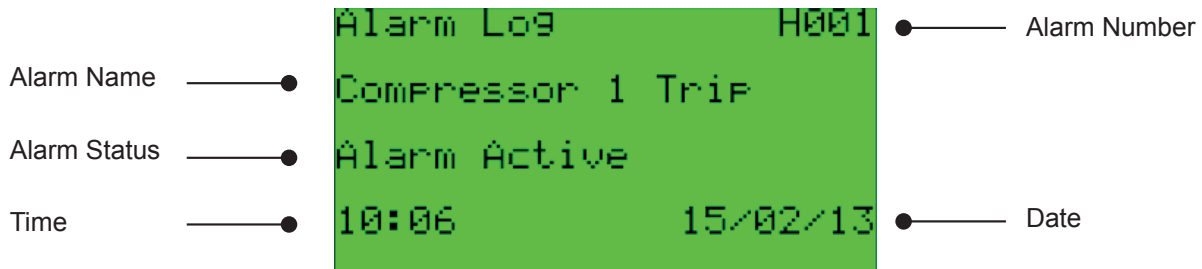 Alarm Log H001 Alarm Number
Alarm Name Compressor 1 Trip
Alarm Status Alarm Active
Time 10:06 15/02/13 Date